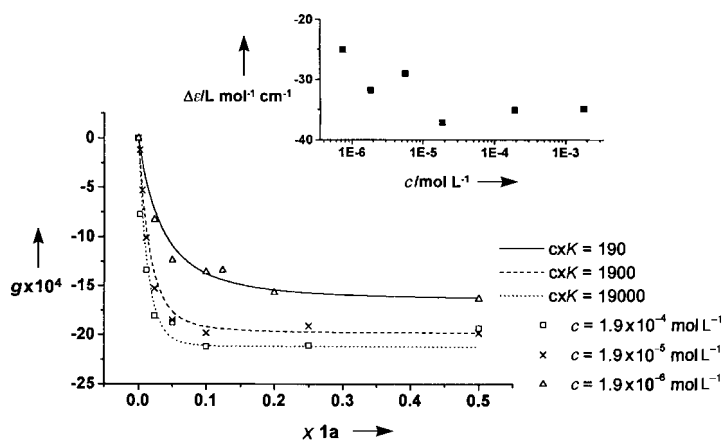 -20
-30
-40
Δε/L mol⁻¹ cm⁻¹
1E-6 1E-5 1E-4 1E-3
c/mol L⁻¹
0
-5
-10
-15
-20
-25
g x 10⁴
0.0 0.1 0.2 0.3 0.4 0.5
χ 1a
cxK = 190
cxK = 1900
cxK = 19000
c = 1.9 x 10⁻⁴ mol L⁻¹
c = 1.9 x 10⁻⁵ mol L⁻¹
c = 1.9 x 10⁻⁶ mol L⁻¹